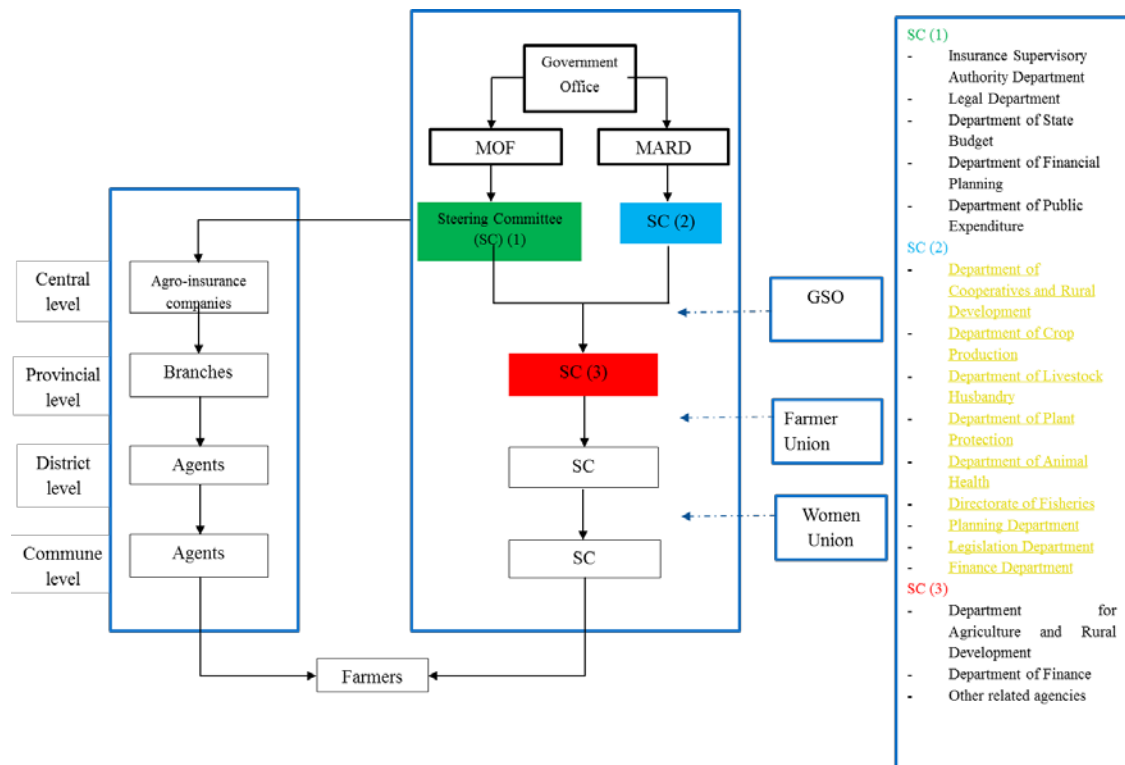 Government
Office
MOF
MARD
Steering Committee
(SC) (1)
SC (2)
Central
level
Agro-insurance
companies
GSO
Provincial
level
Branches
SC (3)
Farmer
Union
District
level
Agents
SC
Women
Union
Commune
level
Agents
SC
Farmers
SC (1)
- Insurance Supervisory
Authority Department
- Legal Department
- Department of State
Budget
- Department of Financial
Planning
- Department of Public
Expenditure
SC (2)
- Department of
Cooperatives and Rural
Development
- Department of Crop
Production
- Department of Livestock
Husbandry
- Department of Plant
Protection
- Department of Animal
Health
- Directorate of Fisheries
- Planning Department
- Legislation Department
- Finance Department
SC (3)
- Department for
Agriculture and Rural
Development
- Department of Finance
- Other related agencies